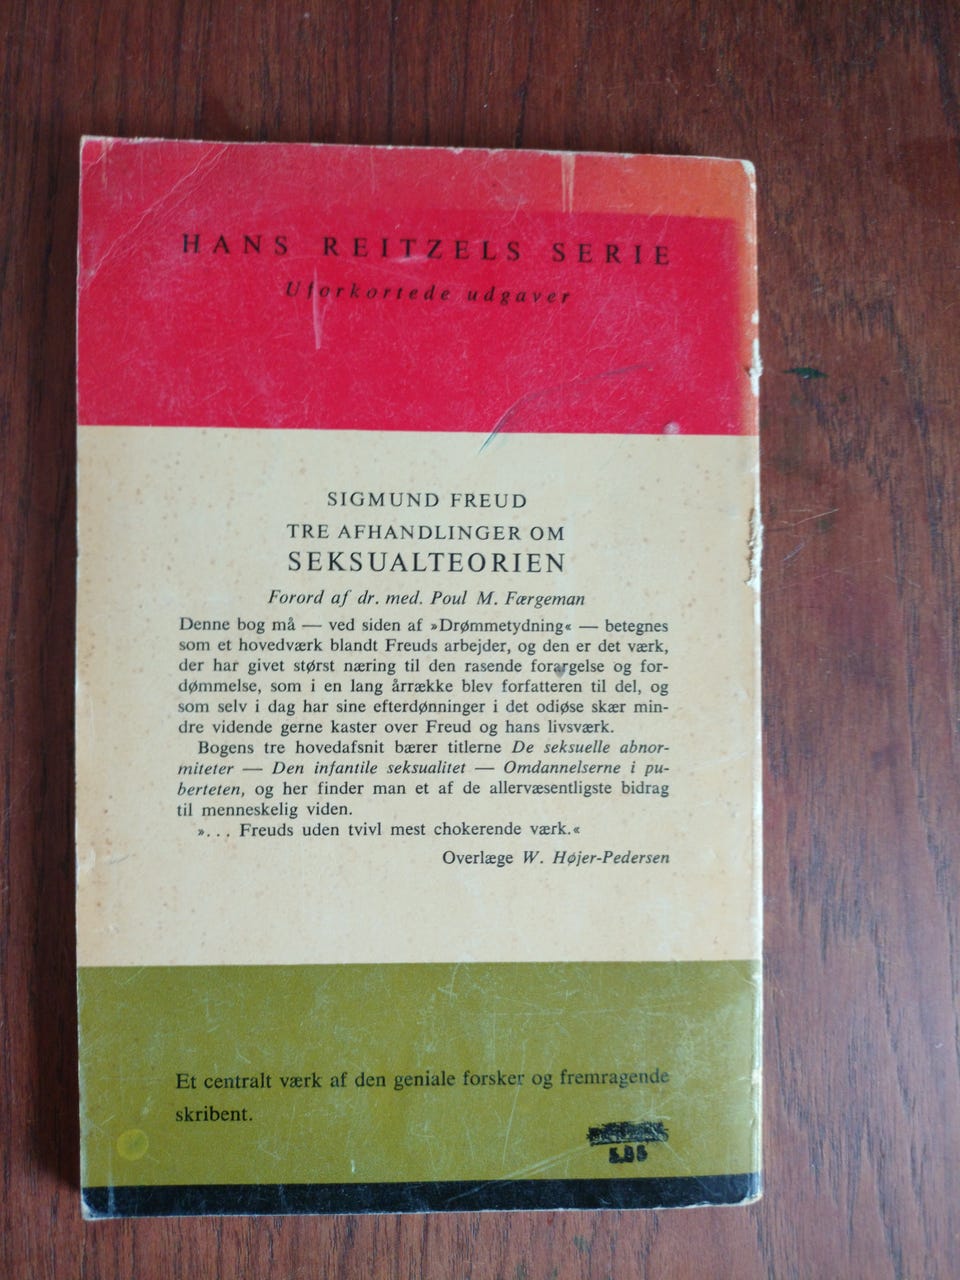 HANS REITZELS SERIE
Uforkortede udgaver
SIGMUND FREUD
TRE AFHANDLINGER OM
SEKSUALTEORIEN
Forord af dr. med. Poul M. Færgeman
Denne bog må — ved siden af »Drømmetydning« — betegnes
som et hovedværk blandt Freuds arbejder, og den er det værk,
der har givet størst næring til den rasende forargelse og for-
dømmelse, som i en lang årrække blev forfatteren til del, og
som selv i dag har sine efterdønninger i det odiøse skær min-
dre vidende gerne kaster over Freud og hans livsværk.
Bogens tre hovedafsnit bærer titlerne De seksuelle abnor-
miteter — Den infantile seksualitet — Omdannelserne i pu-
berteten, og her finder man et af de allervæsentligste bidrag
til menneskelig viden.
». . . Freuds uden tvivl mest chokerende værk.«
Overlæge W. Højer-Pedersen
Et centralt værk af den geniale forsker og fremragende
skribent.